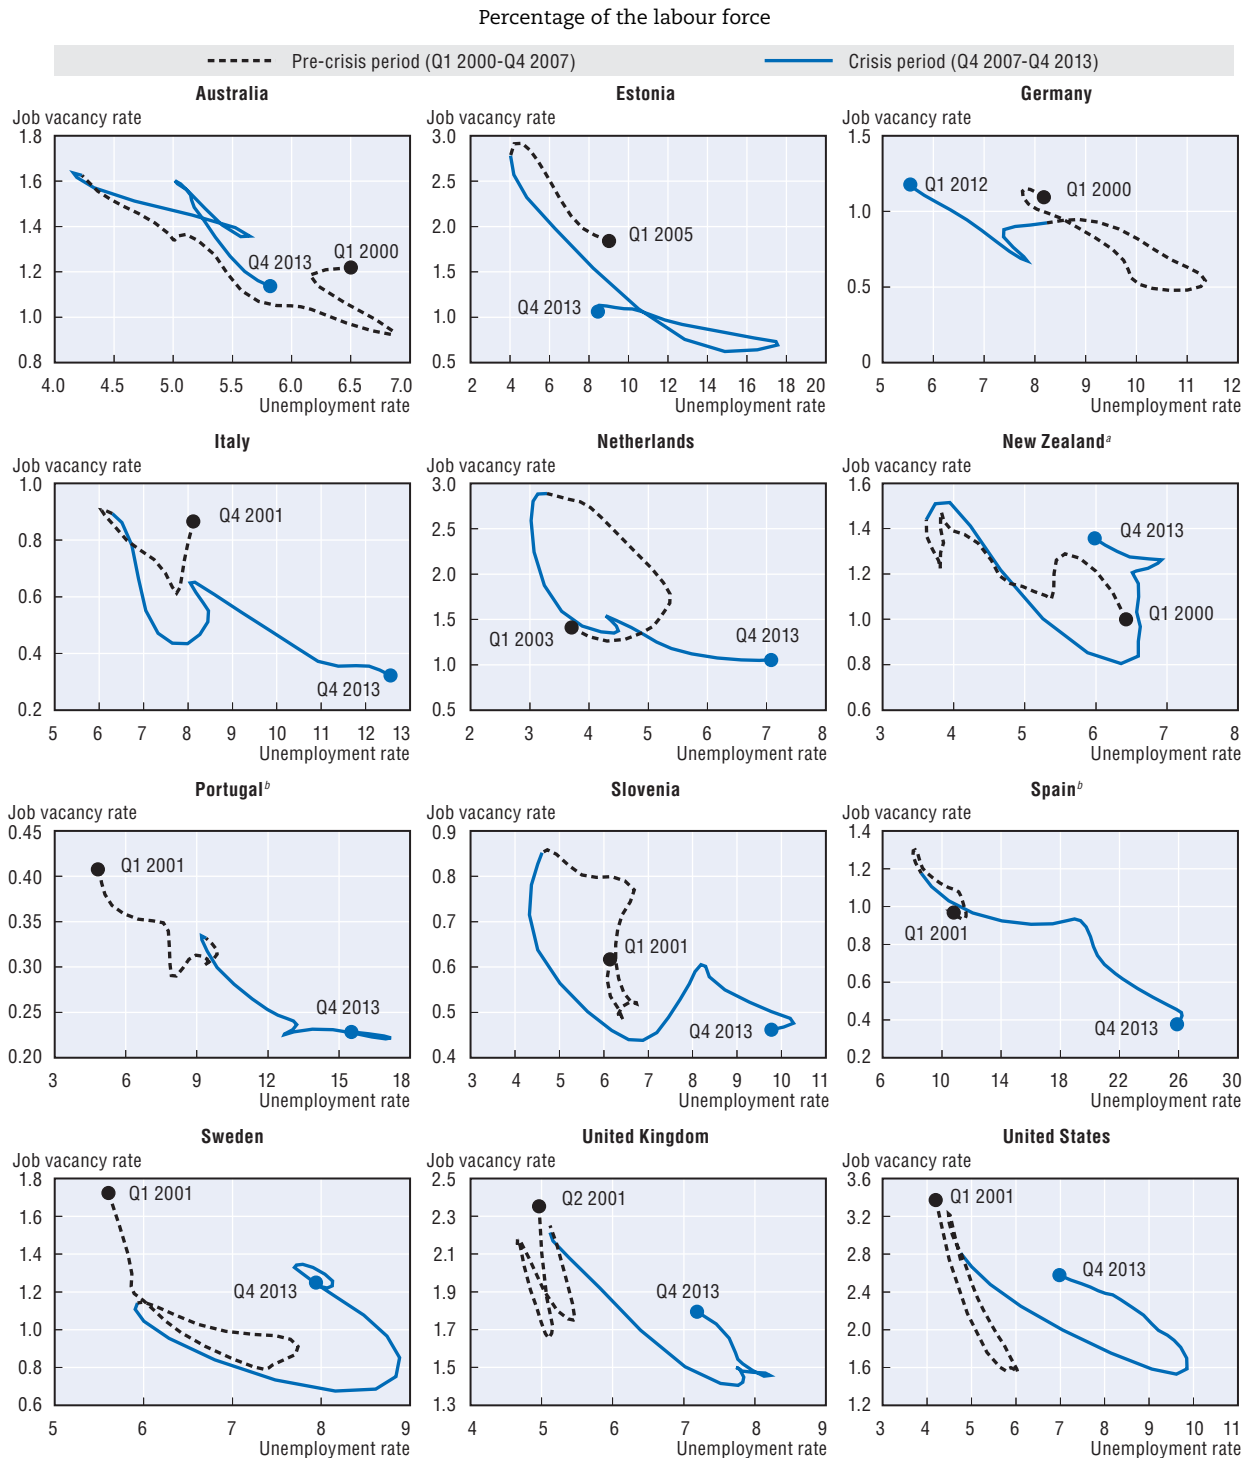 Percentage of the labour force
Pre-crisis period (Q1 2000-Q4 2007)
Crisis period (Q4 2007-Q4 2013)
Australia
Job vacancy rate
1.8
1.6
1.4
1.2
1.0
0.8
Q1 2000
Q4 2013
4.0 4.5 5.0 5.5 6.0 6.5 7.0
Unemployment rate
Estonia
Job vacancy rate
3.0
2.5
2.0
1.5
1.0
0.5
Q1 2005
Q4 2013
2 4 6 8 10 12 14 16 18 20
Unemployment rate
Germany
Job vacancy rate
1.5
1.0
0.5
0
Q1 2012
Q1 2000
5 6 7 8 9 10 11 12
Unemployment rate
Italy
Job vacancy rate
1.0
0.8
0.6
0.4
0.2
Q4 2001
Q4 2013
5 6 7 8 9 10 11 12 13
Unemployment rate
Netherlands
Job vacancy rate
3.0
2.5
2.0
1.5
1.0
0.5
Q1 2003
Q4 2013
2 3 4 5 6 7 8
Unemployment rate
New Zealand a
Job vacancy rate
1.6
1.4
1.2
1.0
0.8
0.6
Q4 2013
Q1 2000
3 4 5 6 7 8
Unemployment rate
Portugal b
Job vacancy rate
0.45
0.40
0.35
0.30
0.25
0.20
Q1 2001
Q4 2013
3 6 9 12 15 18
Unemployment rate
Slovenia
Job vacancy rate
0.9
0.8
0.7
0.6
0.5
0.4
Q1 2001
Q4 2013
3 4 5 6 7 8 9 10 11
Unemployment rate
Spain b
Job vacancy rate
1.4
1.2
1.0
0.8
0.6
0.4
0.2
Q1 2001
Q4 2013
6 10 14 18 22 26 30
Unemployment rate
Sweden
Job vacancy rate
1.8
1.6
1.4
1.2
1.0
0.8
0.6
Q1 2001
Q4 2013
5 6 7 8 9
Unemployment rate
United Kingdom
Job vacancy rate
2.5
2.3
2.1
1.9
1.7
1.5
1.3
Q2 2001
Q4 2013
4 5 6 7 8 9
Unemployment rate
United States
Job vacancy rate
3.6
3.2
2.8
2.4
2.0
1.6
1.2
Q1 2001
Q4 2013
3 4 5 6 7 8 9 10 11
Unemployment rate